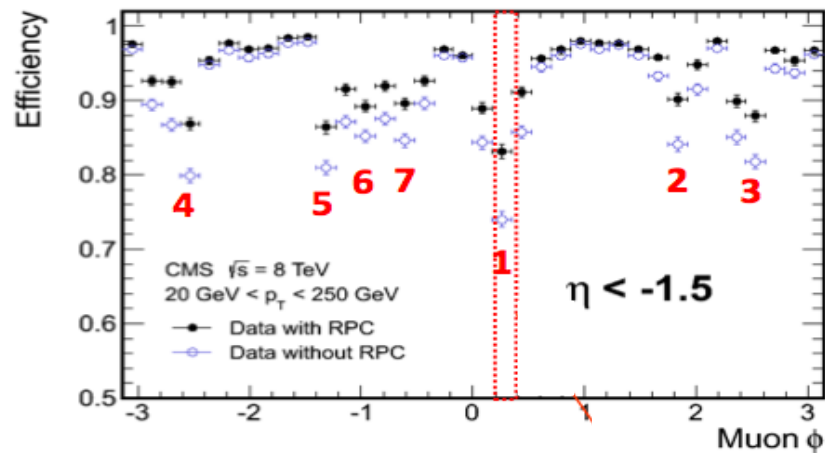 Efficiency
1
0.9
0.8
0.7
0.6
0.5
4
5
6
7
1
2
3
CMS √s = 8 TeV
20 GeV < p_T < 250 GeV
Data with RPC
Data without RPC
η < -1.5
-3 -2 -1 0 1 2 3
Muon ϕ